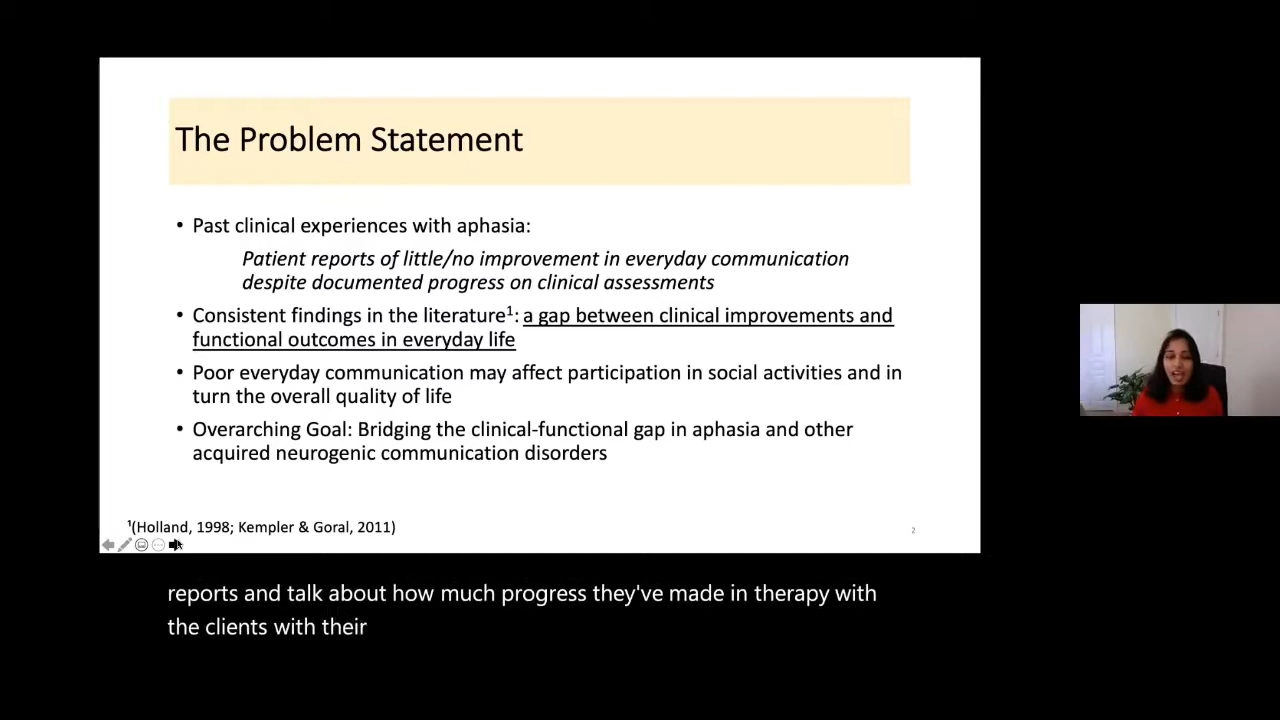 The Problem Statement
• Past clinical experiences with aphasia:
Patient reports of little/no improvement in everyday communication
despite documented progress on clinical assessments
• Consistent findings in the literature¹: a gap between clinical improvements and
functional outcomes in everyday life
• Poor everyday communication may affect participation in social activities and in
turn the overall quality of life
• Overarching Goal: Bridging the clinical-functional gap in aphasia and other
acquired neurogenic communication disorders
¹(Holland, 1998; Kempler & Goral, 2011)
2
reports and talk about how much progress they've made in therapy with
the clients with their